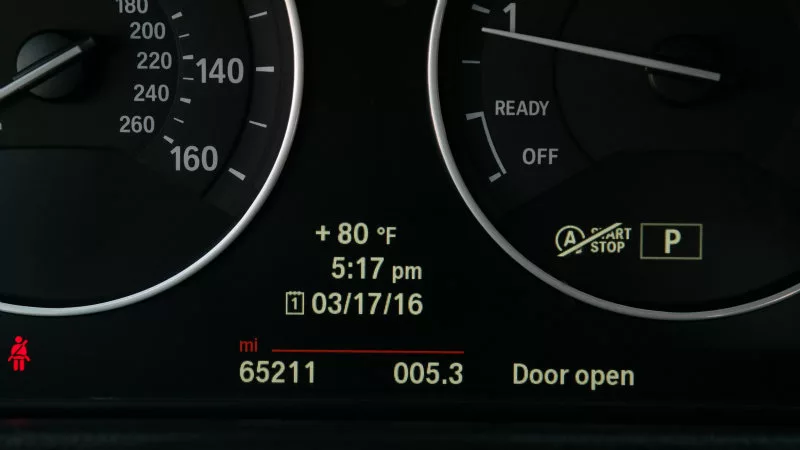 180
200
220
240
260
140
160
1
READY
OFF
+ 80 °F
5:17 pm
1 03/17/16
A START STOP
P
mi
65211 005.3 Door open